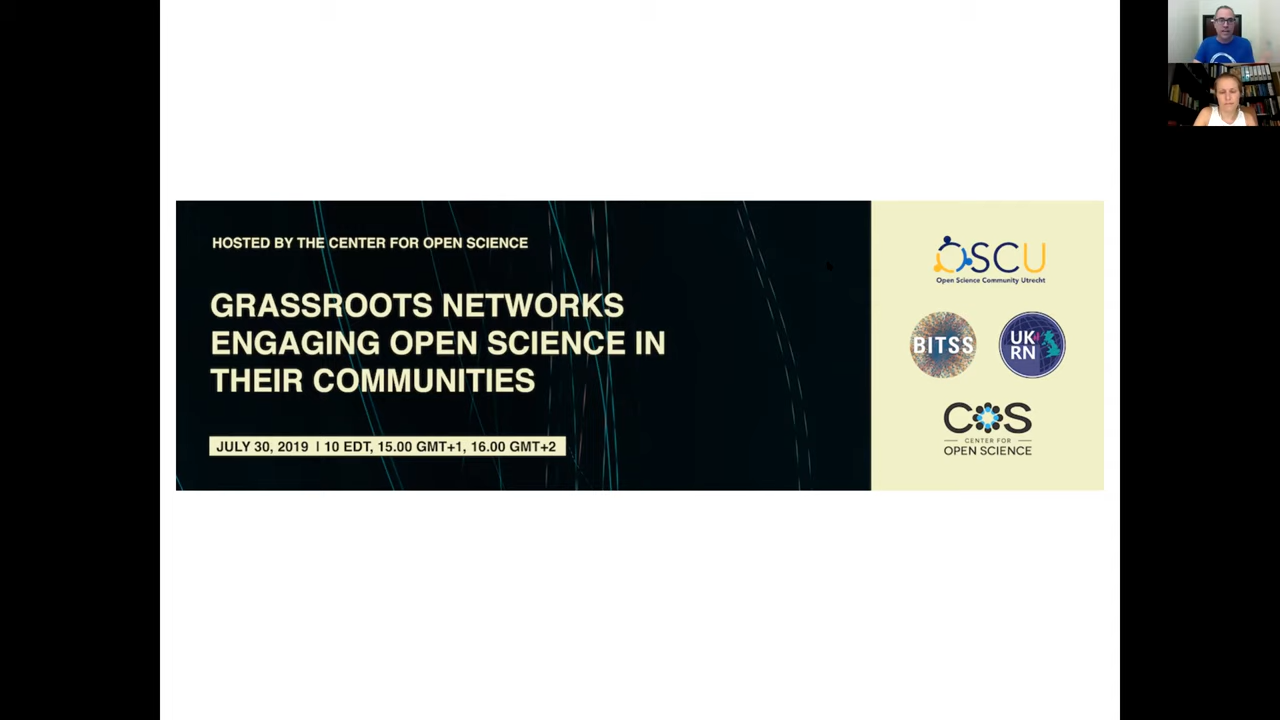 HOSTED BY THE CENTER FOR OPEN SCIENCE
GRASSROOTS NETWORKS
ENGAGING OPEN SCIENCE IN
THEIR COMMUNITIES
JULY 30, 2019 | 10 EDT, 15.00 GMT+1, 16.00 GMT+2
OSCU
Open Science Community Utrecht
BITSS
UK
RN
COS
CENTER FOR
OPEN SCIENCE